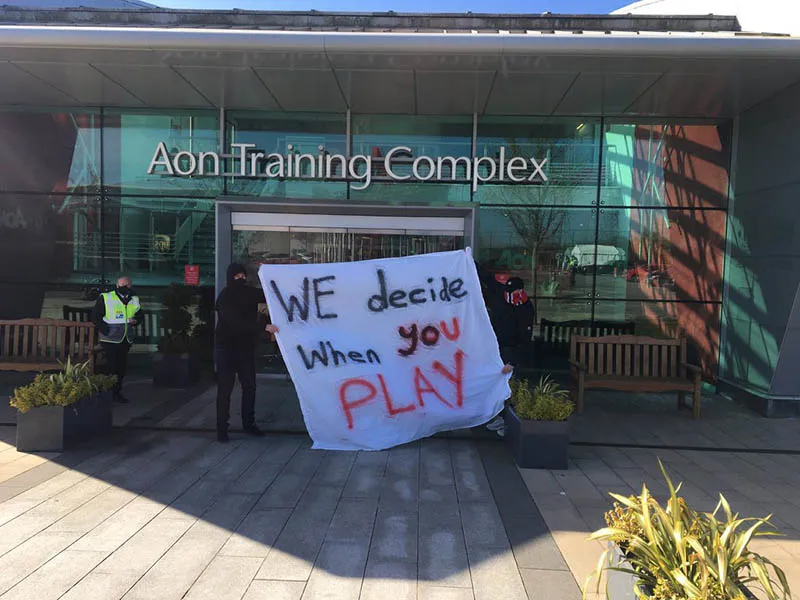 Aon Training Complex
WE decide
When you
PLAY